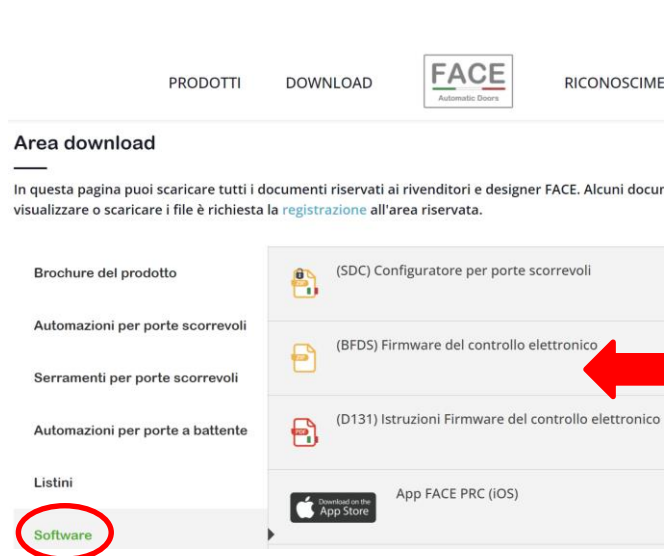 PRODOTTI
DOWNLOAD
FACE
Automatic Doors
RICONOSCIME
Area download
In questa pagina puoi scaricare tutti i documenti riservati ai rivenditori e designer FACE. Alcuni docur
visualizzare o scaricare i file è richiesta la registrazione all'area riservata.
Brochure del prodotto
Automazioni per porte scorrevoli
Serramenti per porte scorrevoli
Automazioni per porte a battente
Listini
Software
ZIP
(SDC) Configuratore per porte scorrevoli
ZIP
(BFDS) Firmware del controllo elettronico
PDF
(D131) Istruzioni Firmware del controllo elettronico
Download on the
App Store
App FACE PRC (iOS)